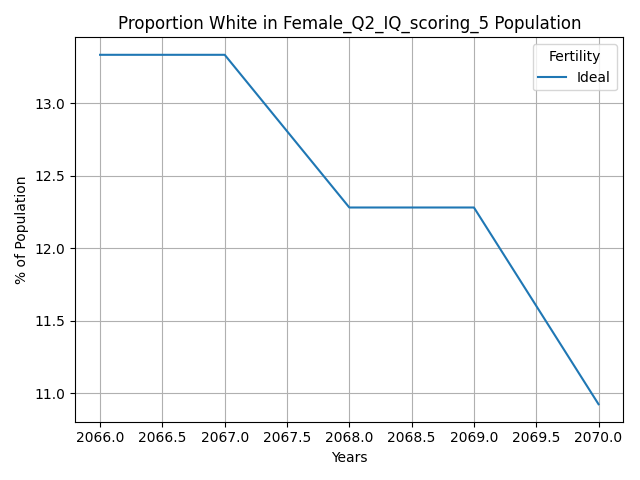 Proportion White in Female_Q2_IQ_scoring_5 Population
Fertility
Ideal
% of Population
13.0
12.5
12.0
11.5
11.0
2066.0 2066.5 2067.0 2067.5 2068.0 2068.5 2069.0 2069.5 2070.0
Years